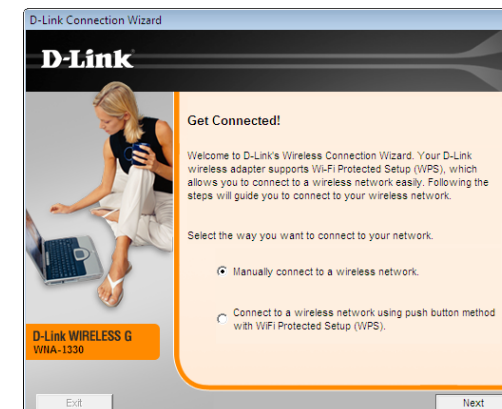 D-Link Connection Wizard
D-Link
Get Connected!
Welcome to D-Link's Wireless Connection Wizard. Your D-Link
wireless adapter supports Wi-Fi Protected Setup (WPS), which
allows you to connect to a wireless network easily. Following the
steps will guide you to connect to your wireless network.
Select the way you want to connect to your network.
Manually connect to a wireless network.
Connect to a wireless network using push button method
with WiFi Protected Setup (WPS).
D-Link WIRELESS G
WNA-1330
Exit
Next